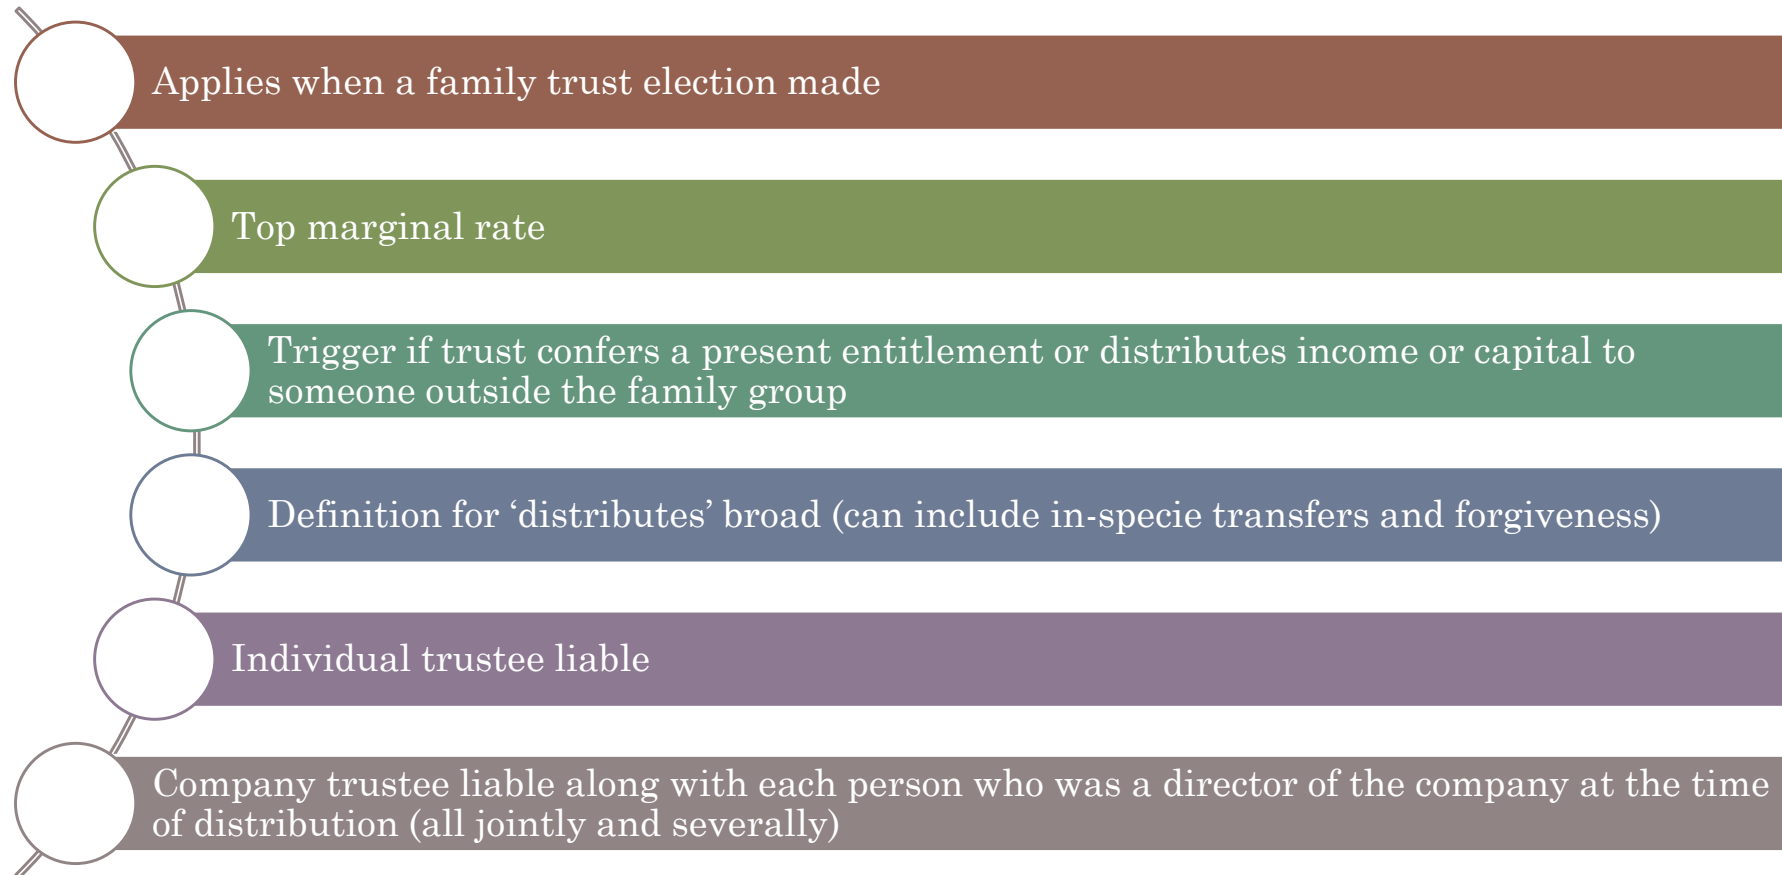 Applies when a family trust election made
Top marginal rate
Trigger if trust confers a present entitlement or distributes income or capital to
someone outside the family group
Definition for ‘distributes’ broad (can include in-specie transfers and forgiveness)
Individual trustee liable
Company trustee liable along with each person who was a director of the company at the time
of distribution (all jointly and severally)